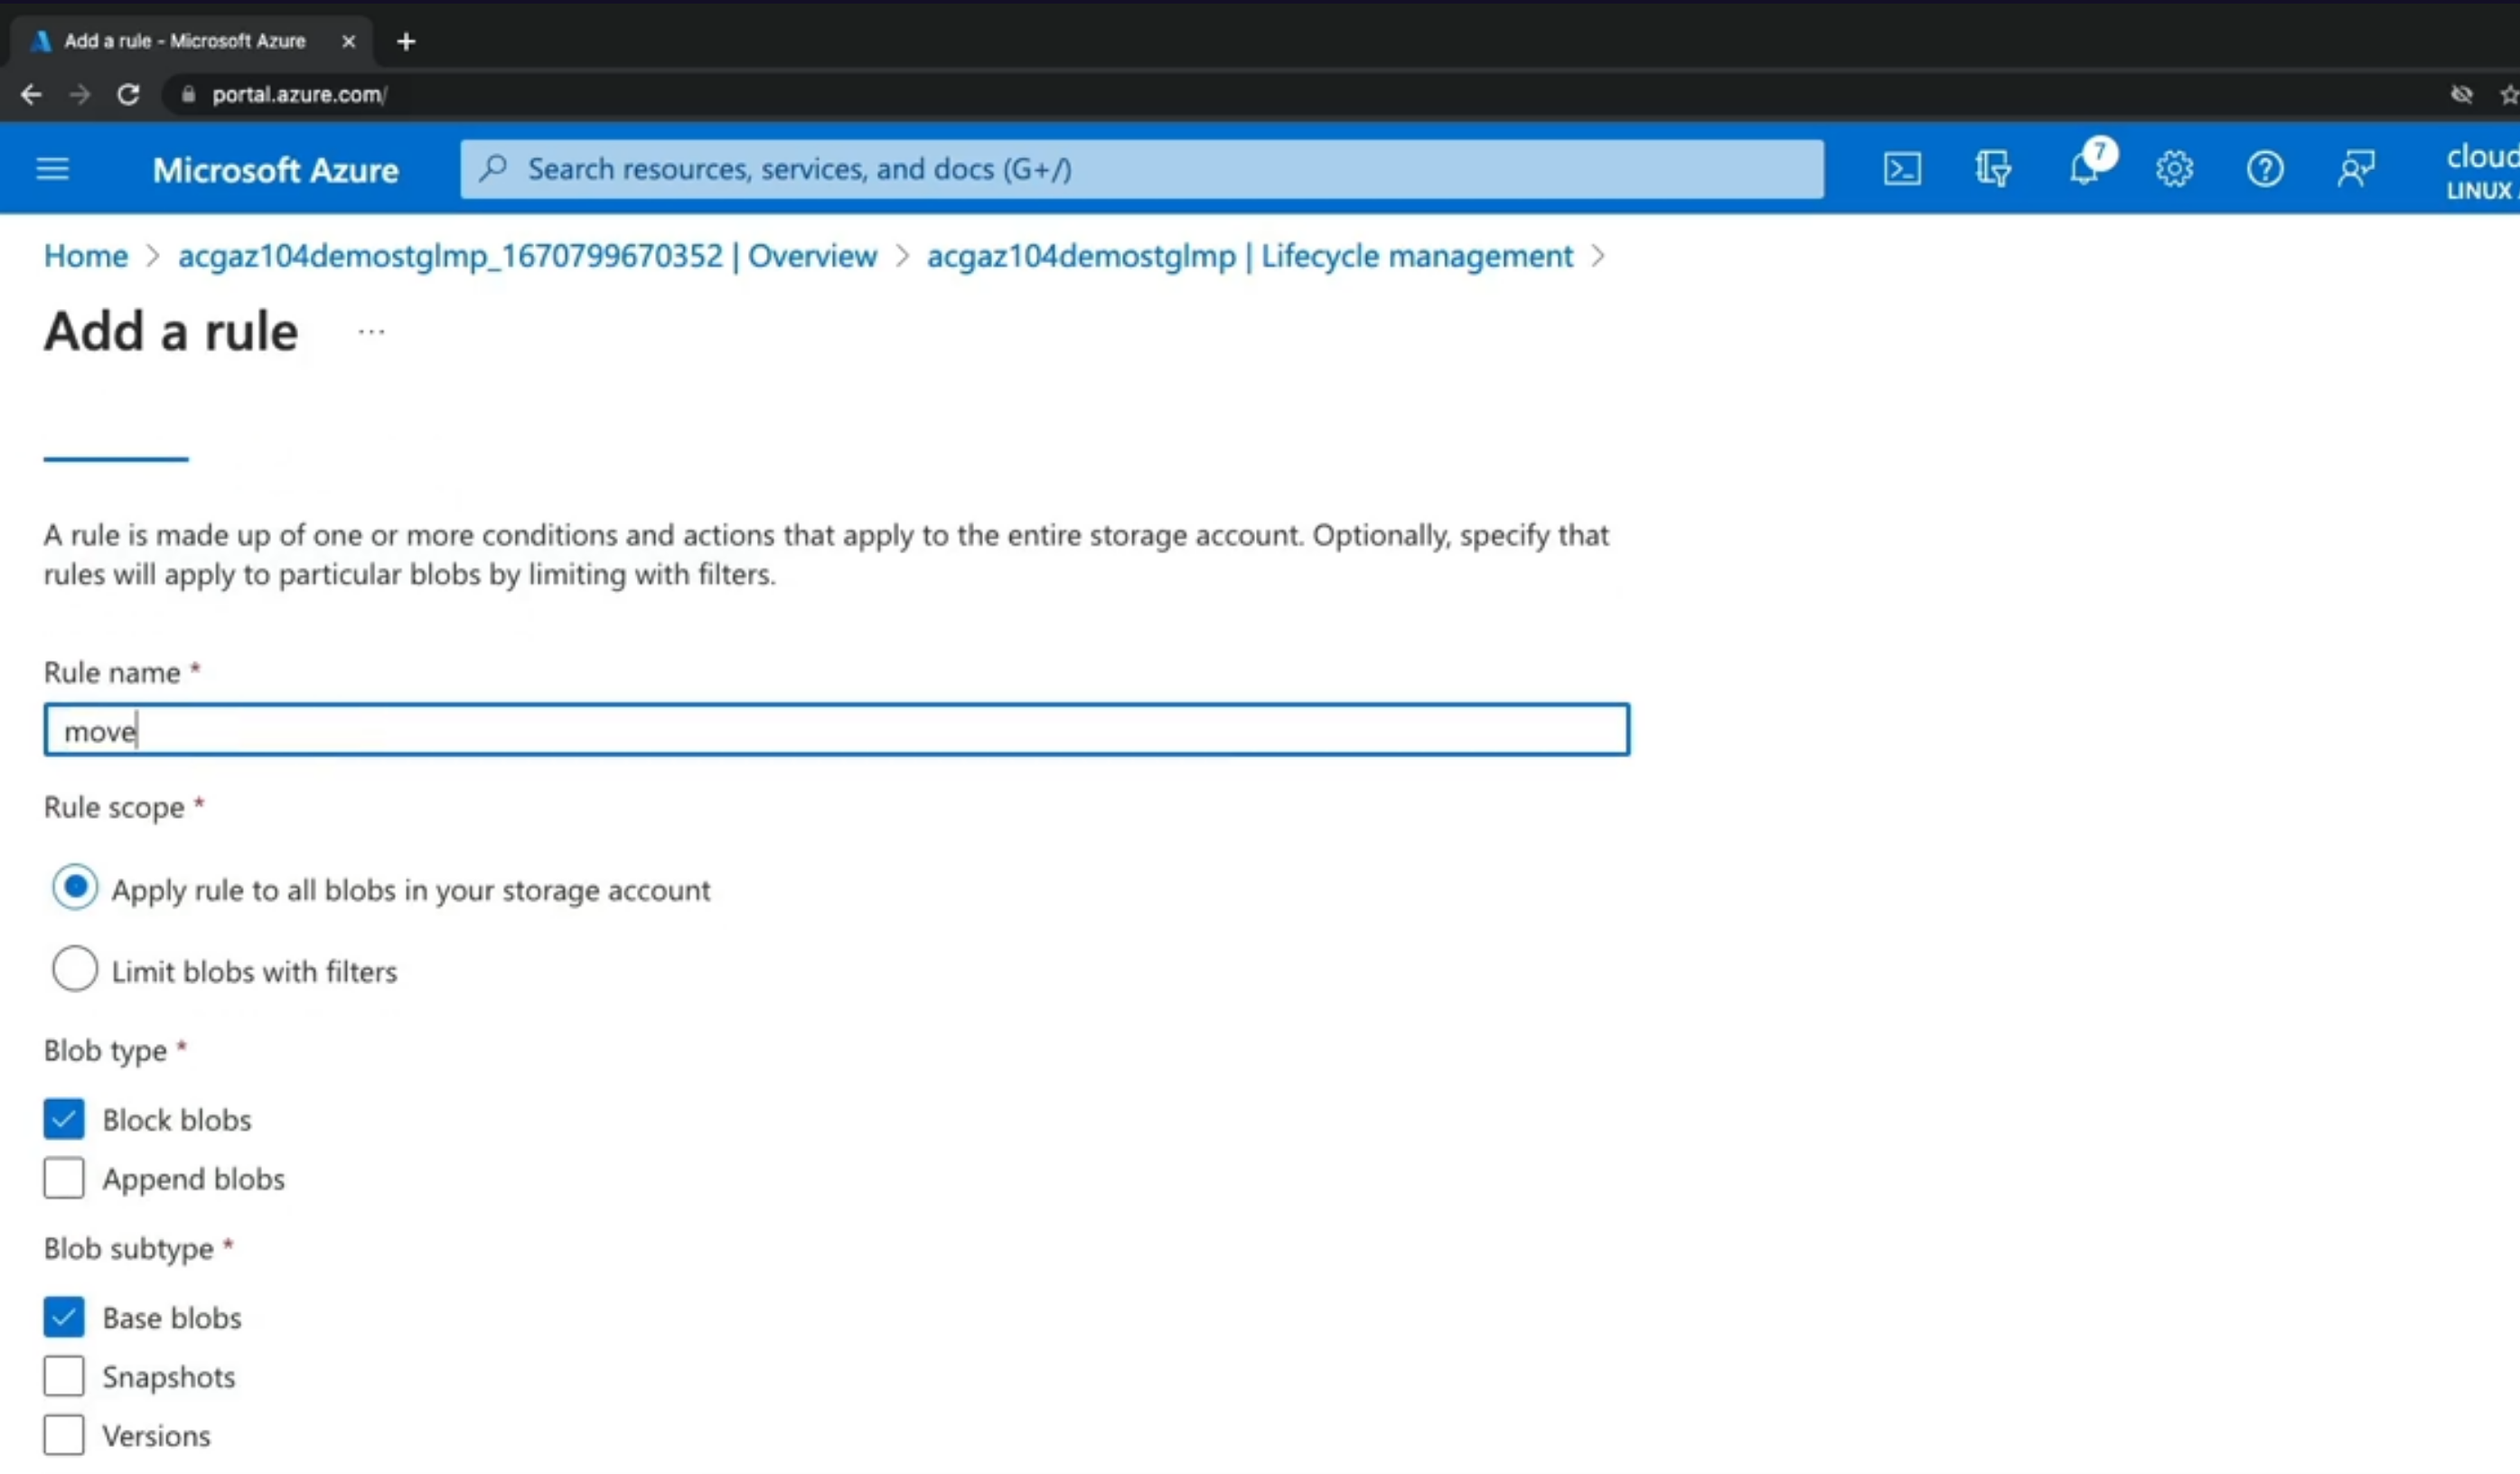 Add a rule - Microsoft Azure
portal.azure.com/
Microsoft Azure
Search resources, services, and docs (G+/)
7
cloud
LINUX
Home > acgaz104demostglmp_1670799670352 | Overview > acgaz104demostglmp | Lifecycle management >
Add a rule ...
A rule is made up of one or more conditions and actions that apply to the entire storage account. Optionally, specify that
rules will apply to particular blobs by limiting with filters.
Rule name *
move
Rule scope *
Apply rule to all blobs in your storage account
Limit blobs with filters
Blob type *
Block blobs
Append blobs
Blob subtype *
Base blobs
Snapshots
Versions